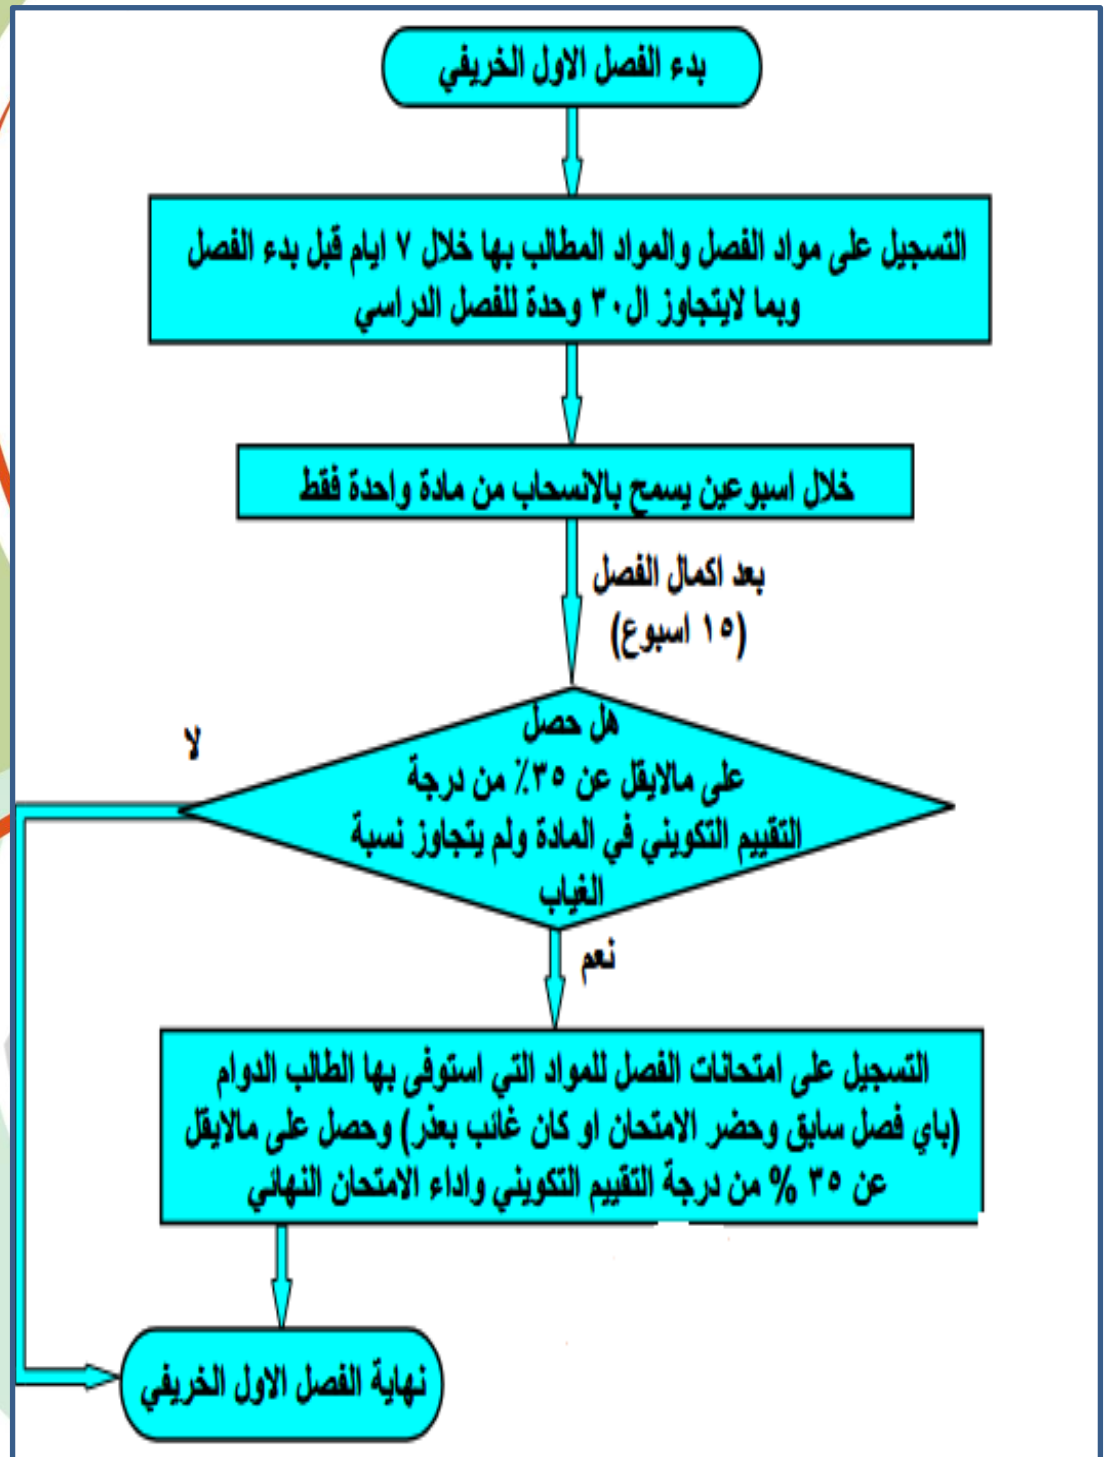 بدء الفصل الاول الخريفي
التسجيل على مواد الفصل والمواد المطالب بها خلال ٧ ايام قبل بدء الفصل
وبما لايتجاوز ال٣٠ وحدة للفصل الدراسي
خلال اسبوعين يسمح بالانسحاب من مادة واحدة فقط
بعد اكمال الفصل
(١٥ اسبوع)
هل حصل
على مالايقل عن ٣٥٪ من درجة
التقييم التكويني في المادة ولم يتجاوز نسبة
الغياب
لا
نعم
التسجيل على امتحانات الفصل للمواد التي استوفى بها الطالب الدوام
(باي فصل سابق وحضر الامتحان او كان غائب بعذر) وحصل على مالايقل
عن ٣٥ % من درجة التقييم التكويني واداء الامتحان النهائي
نهاية الفصل الاول الخريفي